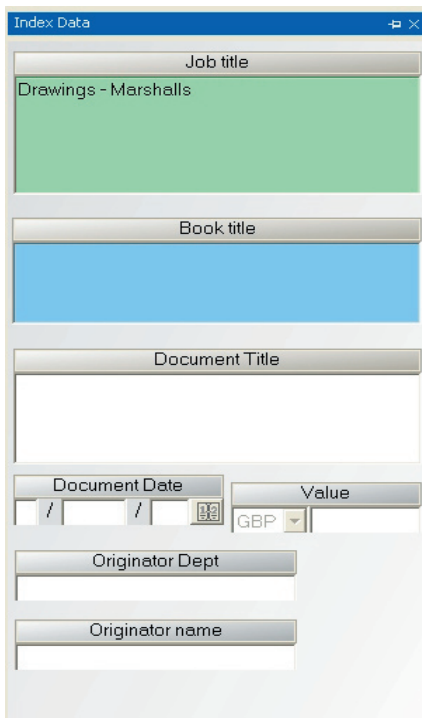 Index Data
Job title
Drawings - Marshalls
Book title
Document Title
Document Date
/ /
Value
GBP
Originator Dept
Originator name